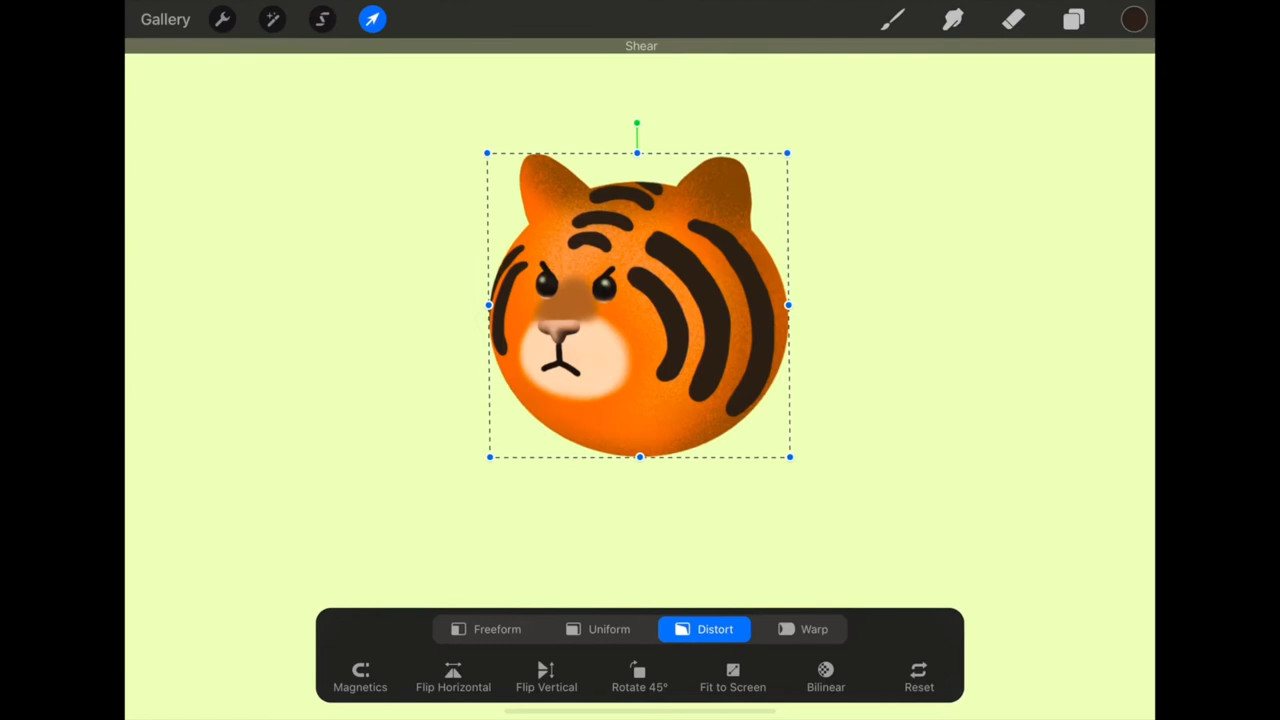 Gallery
Shear
Freeform Uniform Distort Warp
Magnetics Flip Horizontal Flip Vertical Rotate 45° Fit to Screen Bilinear Reset